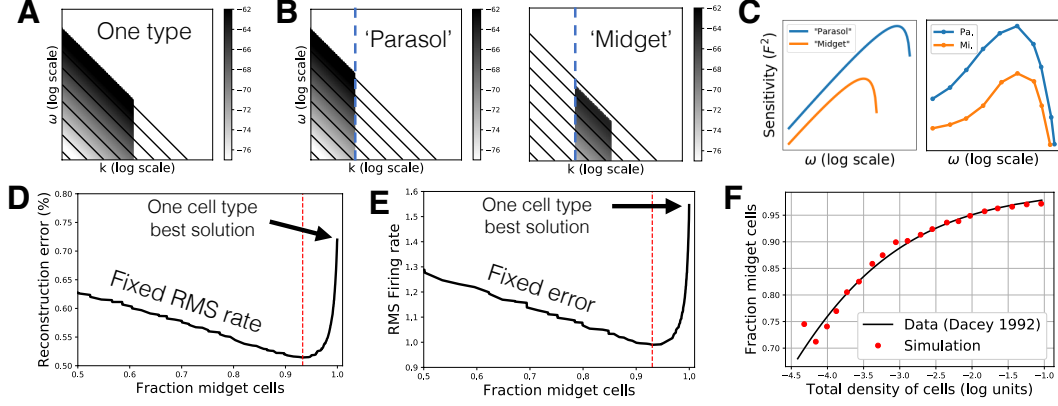 A
One type
ω (log scale)
k (log scale)
−62
−64
−66
−68
−70
−72
−74
−76
B
'Parasol'
ω (log scale)
k (log scale)
−62
−64
−66
−68
−70
−72
−74
−76
'Midget'
k (log scale)
−62
−64
−66
−68
−70
−72
−74
−76
C
Sensitivity (F²)
"Parasol"
"Midget"
ω (log scale)
Pa.
Mi.
ω (log scale)
D
Reconstruction error (%)
0.80
0.75
0.70
0.65
0.60
0.55
0.50
One cell type
best solution
Fixed RMS rate
0.5 0.6 0.7 0.8 0.9 1.0
Fraction midget cells
E
RMS Firing rate
1.6
1.5
1.4
1.3
1.2
1.1
1.0
0.9
One cell type
best solution
Fixed error
0.5 0.6 0.7 0.8 0.9 1.0
Fraction midget cells
F
Fraction midget cells
0.95
0.90
0.85
0.80
0.75
0.70
Data (Dacey 1992)
Simulation
−4.5 −4.0 −3.5 −3.0 −2.5 −2.0 −1.5 −1.0
Total density of cells (log units)